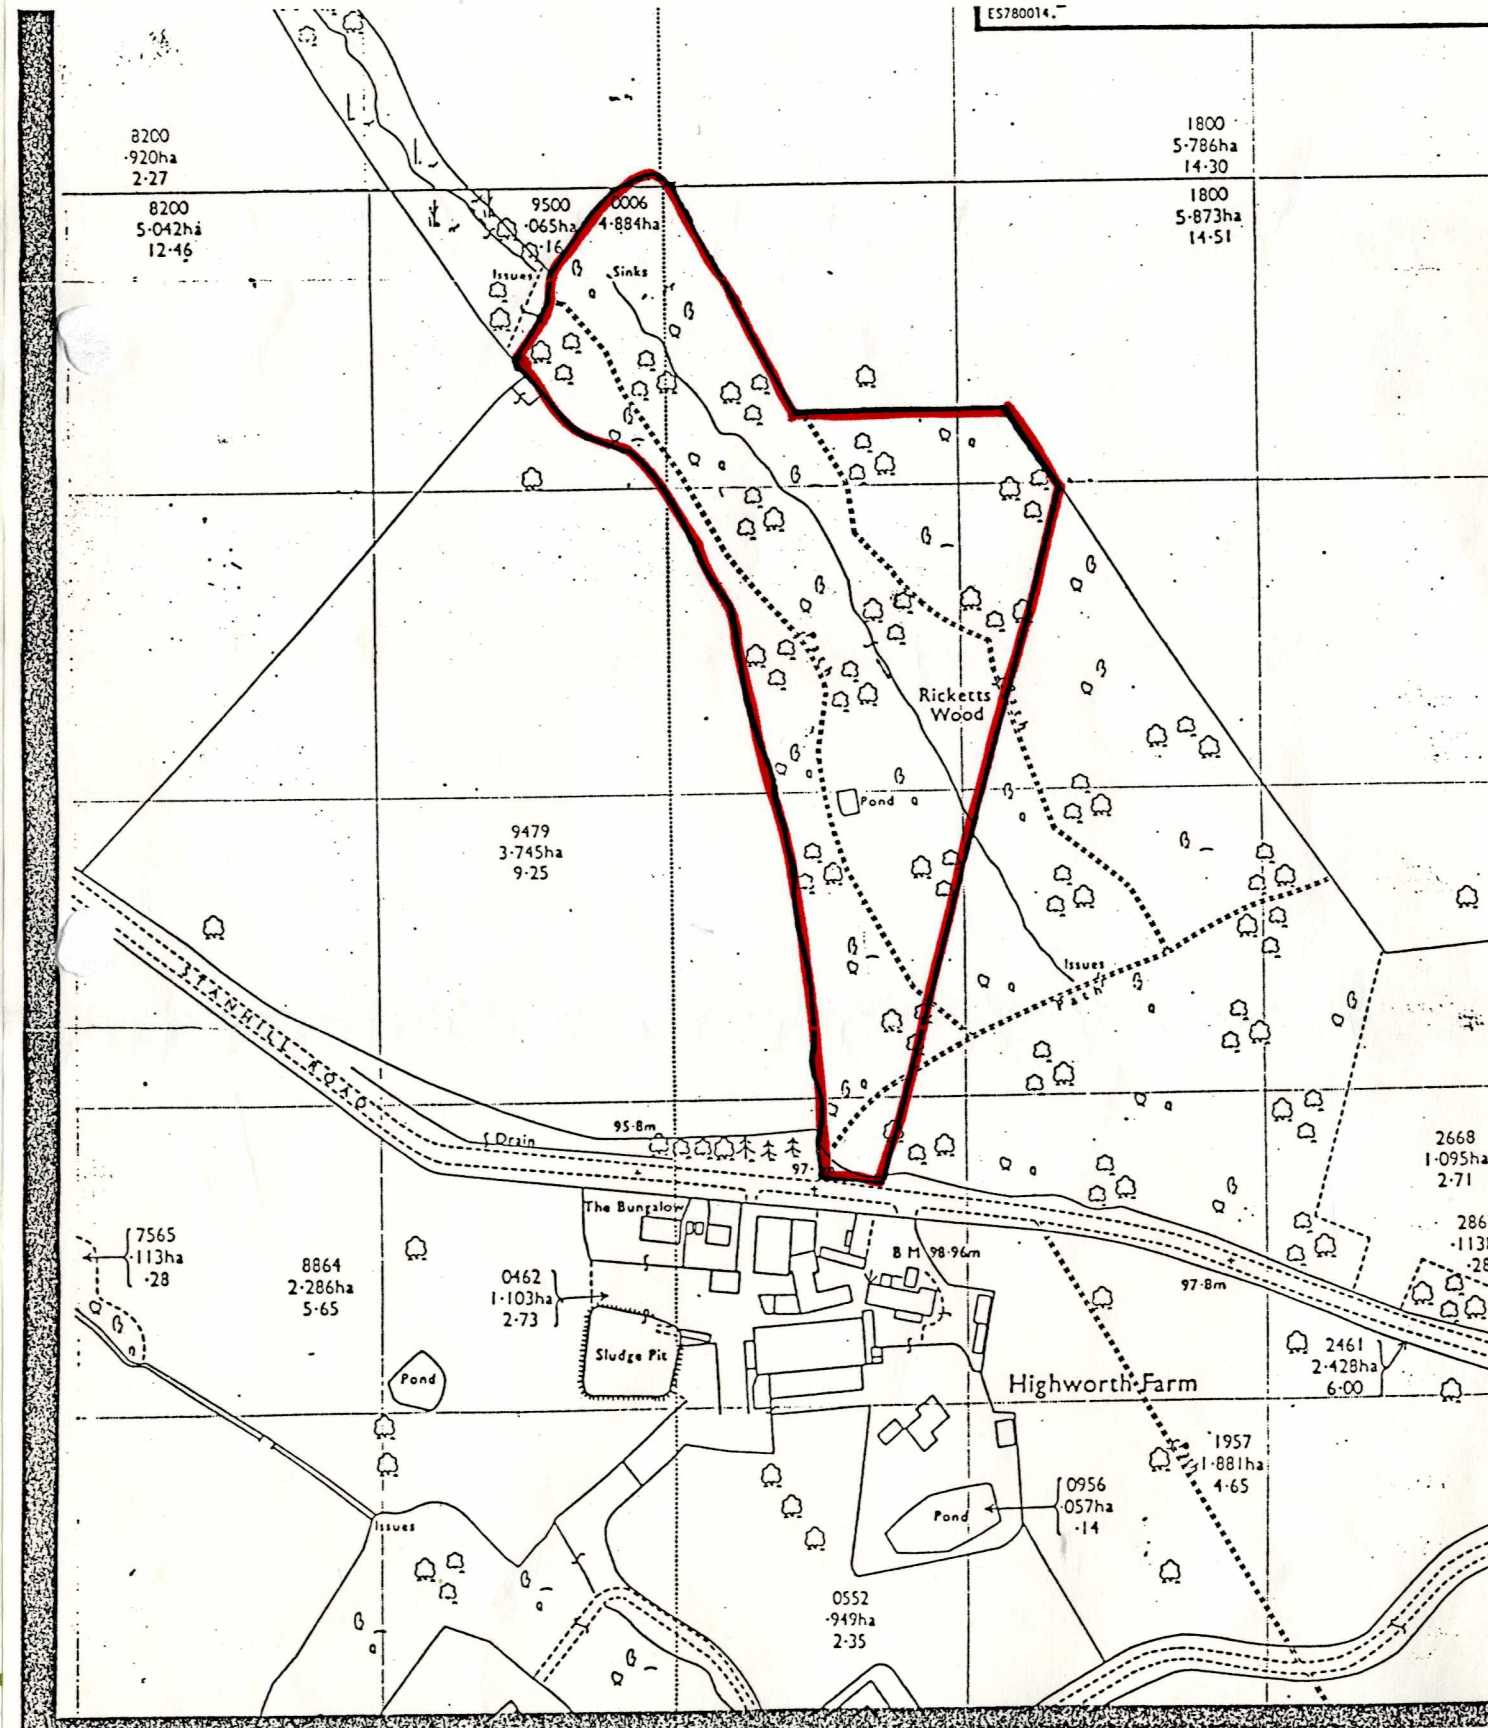 ES780014.
8200
·920ha
2·27
8200
5·042ha
12·46
1800
5·786ha
14·30
1800
5·873ha
14·51
9500
·065ha
·16
0006
4·884ha
Issues
Sinks
Ricketts
Wood
Pond
9479
3·745ha
9·25
Issues
Path
STANHILL ROAD
Drain
95·8m
97·
2668
1·095ha
2·71
The Bungalow
B M 98·96m
97·8m
7565
·113ha
·28
8864
2·286ha
5·65
0462
1·103ha
2·73
Sludge Pit
Pond
Highworth Farm
2461
2·428ha
6·00
1957
1·881ha
4·65
0956
·057ha
·14
Pond
Issues
0552
·949ha
2·35